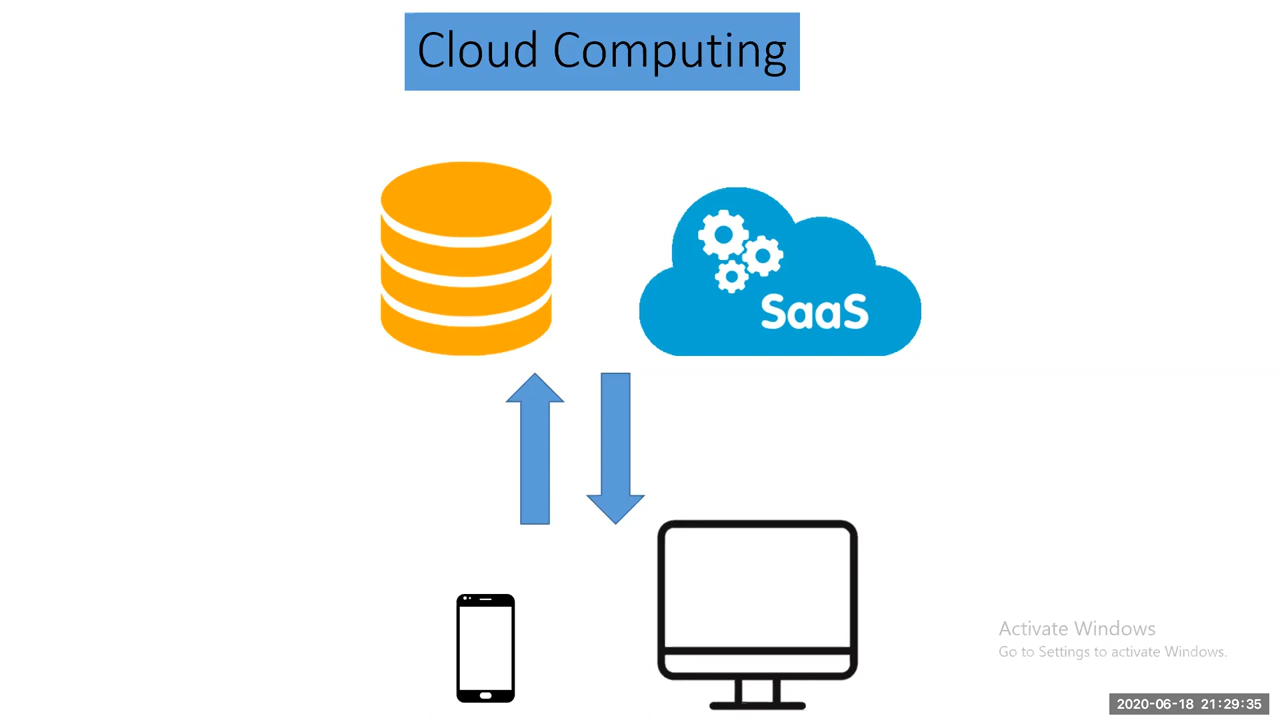 Cloud Computing
SaaS
Activate Windows
Go to Settings to activate Windows.
2020-06-18 21:29:35